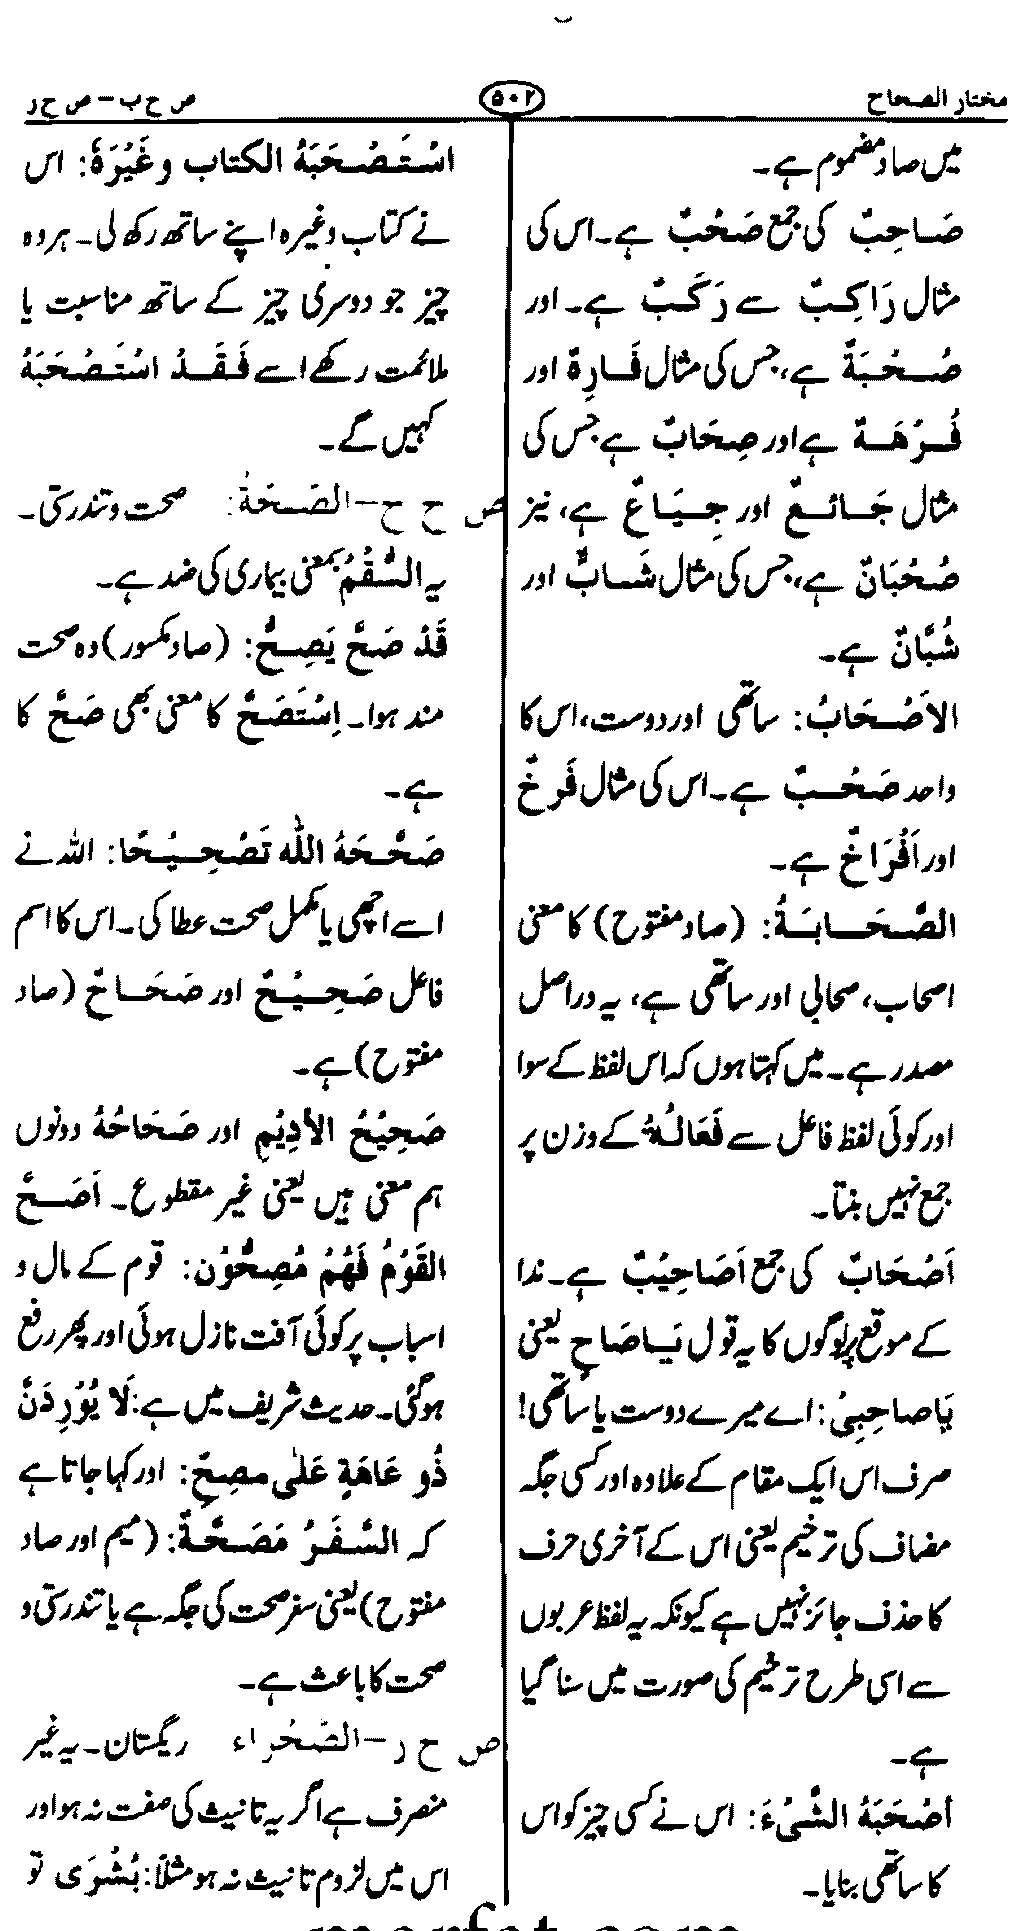 مختار الصحاح
۵۰۲
ص ح ب – ص ح ر
میں صاد مضموم ہے۔
صَاحِبٌ کی جمع صَحْبٌ ہے۔ اس کی
مثال رَاكِبٌ سے رَكْبٌ ہے۔ اور
صُحْبَةٌ ہے، جس کی مثال فَارِهٌ اور
فُرْهَةٌ ہے اور صِحَابٌ ہے جس کی
مثال جَائِعٌ اور جِيَاعٌ ہے، نیز
صُحْبَانٌ ہے، جس کی مثال شَابٌّ اور
شُبَّانٌ ہے۔
الاَصْحَابُ: ساتھی اور دوست، اس کا
واحد صَحْبٌ ہے۔ اس کی مثال فَرخٌ
اور اَفْرَاخٌ ہے۔
الصَّحَابَةُ: (صاد مفتوح) کا معنی
اصحاب، صحابی اور ساتھی ہے، یہ دراصل
مصدر ہے۔ میں کہتا ہوں کہ اس لفظ کے سوا
اور کوئی لفظ فاعل سے فَعَالَةٌ کے وزن پر
جمع نہیں بنتا۔
اَصْحَابٌ کی جمع اَصَاحِيْبٌ ہے۔ ندا
کے موقع پر لوگوں کا یہ قول يَاصَاحِ یعنی
يَاصاحِبِيْ: اے میرے دوست یا ساتھی!
صرف اس ایک مقام کے علاوہ اور کسی جگہ
مضاف کی ترخیم یعنی اس کے آخری حرف
کا حذف جائز نہیں ہے کیونکہ یہ لفظ عربوں
سے اسی طرح ترخیم کی صورت میں سنا گیا
ہے۔
اَصْحَبَهُ الشَّيْءَ: اس نے کسی چیز کو اس
کا ساتھی بنایا۔
اسْتَصْحَبَهُ الكتاب وغَيْرَهُ: اس
نے کتاب وغیرہ اپنے ساتھ رکھ لی۔ ہر وہ
چیز جو دوسری چیز کے ساتھ مناسبت یا
ملائمت رکھے اسے فَقَدْ اسْتَصْحَبَهُ
کہیں گے۔
ص ح ح – الصِّحَةُ: صحت و تندرستی۔
یہ السُّقْمُ بمعنی بیماری کی ضد ہے۔
قَدْ صَحَّ يَصِحُّ: (صاد مکسور) وہ صحت
مند ہوا۔ اِسْتَصَحَّ کا معنی بھی صَحَّ کا
ہے۔
صَحَّحَهُ اللّٰه تَصْحِيْحًا: اللہ نے
اسے اچھی یا مکمل صحت عطا کی۔ اس کا اسم
فاعل صَحِيْحٌ اور صَحَاحٌ (صاد
مفتوح) ہے۔
صَحِيْحُ الأَدِيْمِ اور صَحَاحُهُ دونوں
ہم معنی ہیں یعنی غیر مقطوع۔ اَصَحَّ
القَوْمُ فَهُمْ مُصِحُّوْن: قوم کے مال و
اسباب پر کوئی آفت نازل ہوئی اور پھر رفع
ہوگئی۔ حدیث شریف میں ہے: لَا يُوْرِدَنَّ
ذُو عَاهَةٍ عَلٰى مصِحٍّ: اور کہا جاتا ہے
کہ السَّفَرُ مَصَحَّةٌ: (میم اور صاد
مفتوح) یعنی سفر صحت کی جگہ ہے یا تندرستی و
صحت کا باعث ہے۔
ص ح ر – الصَّحْرَاء ریگستان۔ یہ غیر
منصرف ہے اگر یہ تانیث کی صفت نہ ہو اور
اس میں لزوم تانیث نہ ہو مثلاً: بُشْرَى تو